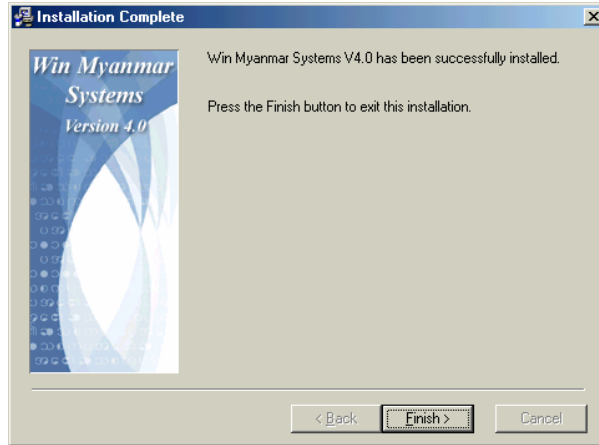 Installation Complete
Win Myanmar
Systems
Version 4.0
Win Myanmar Systems V4.0 has been successfully installed.
Press the Finish button to exit this installation.
< Back
Finish >
Cancel